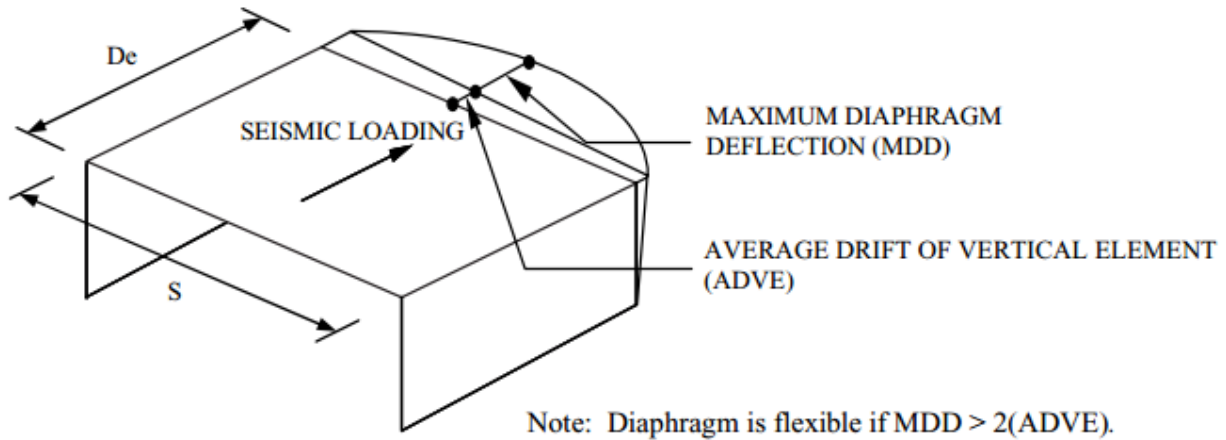 De
SEISMIC LOADING
MAXIMUM DIAPHRAGM
DEFLECTION (MDD)
AVERAGE DRIFT OF VERTICAL ELEMENT
(ADVE)
S
Note: Diaphragm is flexible if MDD > 2(ADVE).